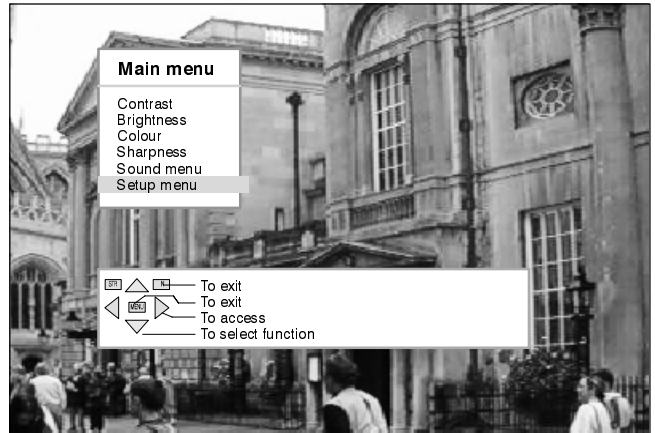 Main menu
Contrast
Brightness
Colour
Sharpness
Sound menu
Setup menu
STR N To exit
MENU To exit
To access
To select function